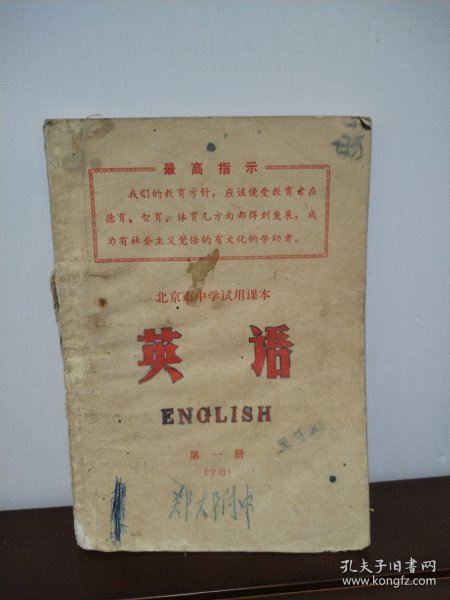 最高指示
我们的教育方针，应该使受教育者在
德育、智育、体育几方面都得到发展，成
为有社会主义觉悟的有文化的劳动者。
北京市中学试用课本
英语
ENGLISH
第一册
(字母)
郑大附中
孔夫子旧书网
www.kongfz.com